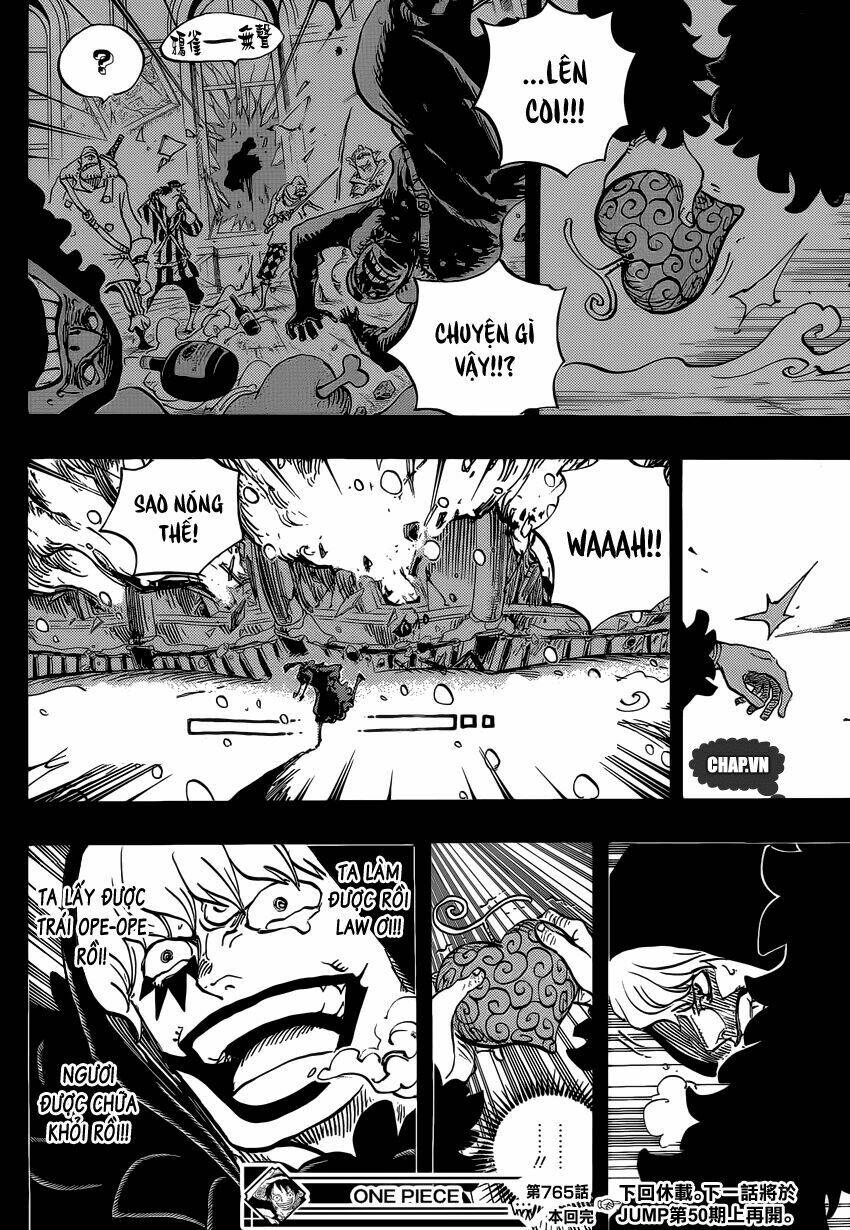 ...LÊN
COI!!!
鴉雀一無聲
?
CHUYỆN GÌ
VẬY!!?
WAAAH!!
SAO NÓNG
THẾ!
CHAP.VN
TA LÀM
ĐƯỢC RỒI
LAW ƠI!!!
TA LẤY ĐƯỢC
TRÁI OPE-OPE
RỒI!
NGƯƠI
ĐƯỢC CHỮA
KHỎI RỒI!!!
ONE PIECE
第765話
本回完
下回休載。下一話將於
JUMP第50期上再開。